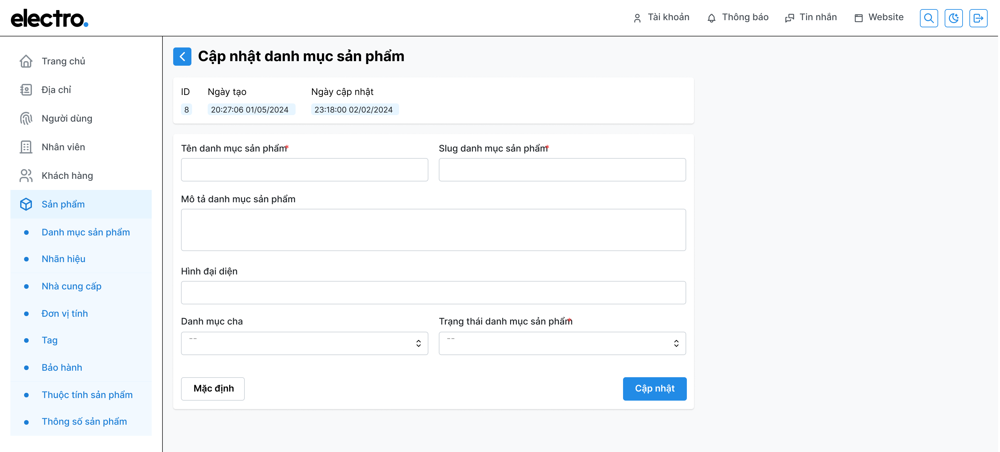 electro.
Tài khoản
Thông báo
Tin nhắn
Website
Trang chủ
Địa chỉ
Người dùng
Nhân viên
Khách hàng
Sản phẩm
Danh mục sản phẩm
Nhãn hiệu
Nhà cung cấp
Đơn vị tính
Tag
Bảo hành
Thuộc tính sản phẩm
Thông số sản phẩm
Cập nhật danh mục sản phẩm
ID Ngày tạo Ngày cập nhật
8 20:27:06 01/05/2024 23:18:00 02/02/2024
Tên danh mục sản phẩm* Slug danh mục sản phẩm*
Mô tả danh mục sản phẩm
Hình đại diện
Danh mục cha Trạng thái danh mục sản phẩm*
-- --
Mặc định Cập nhật